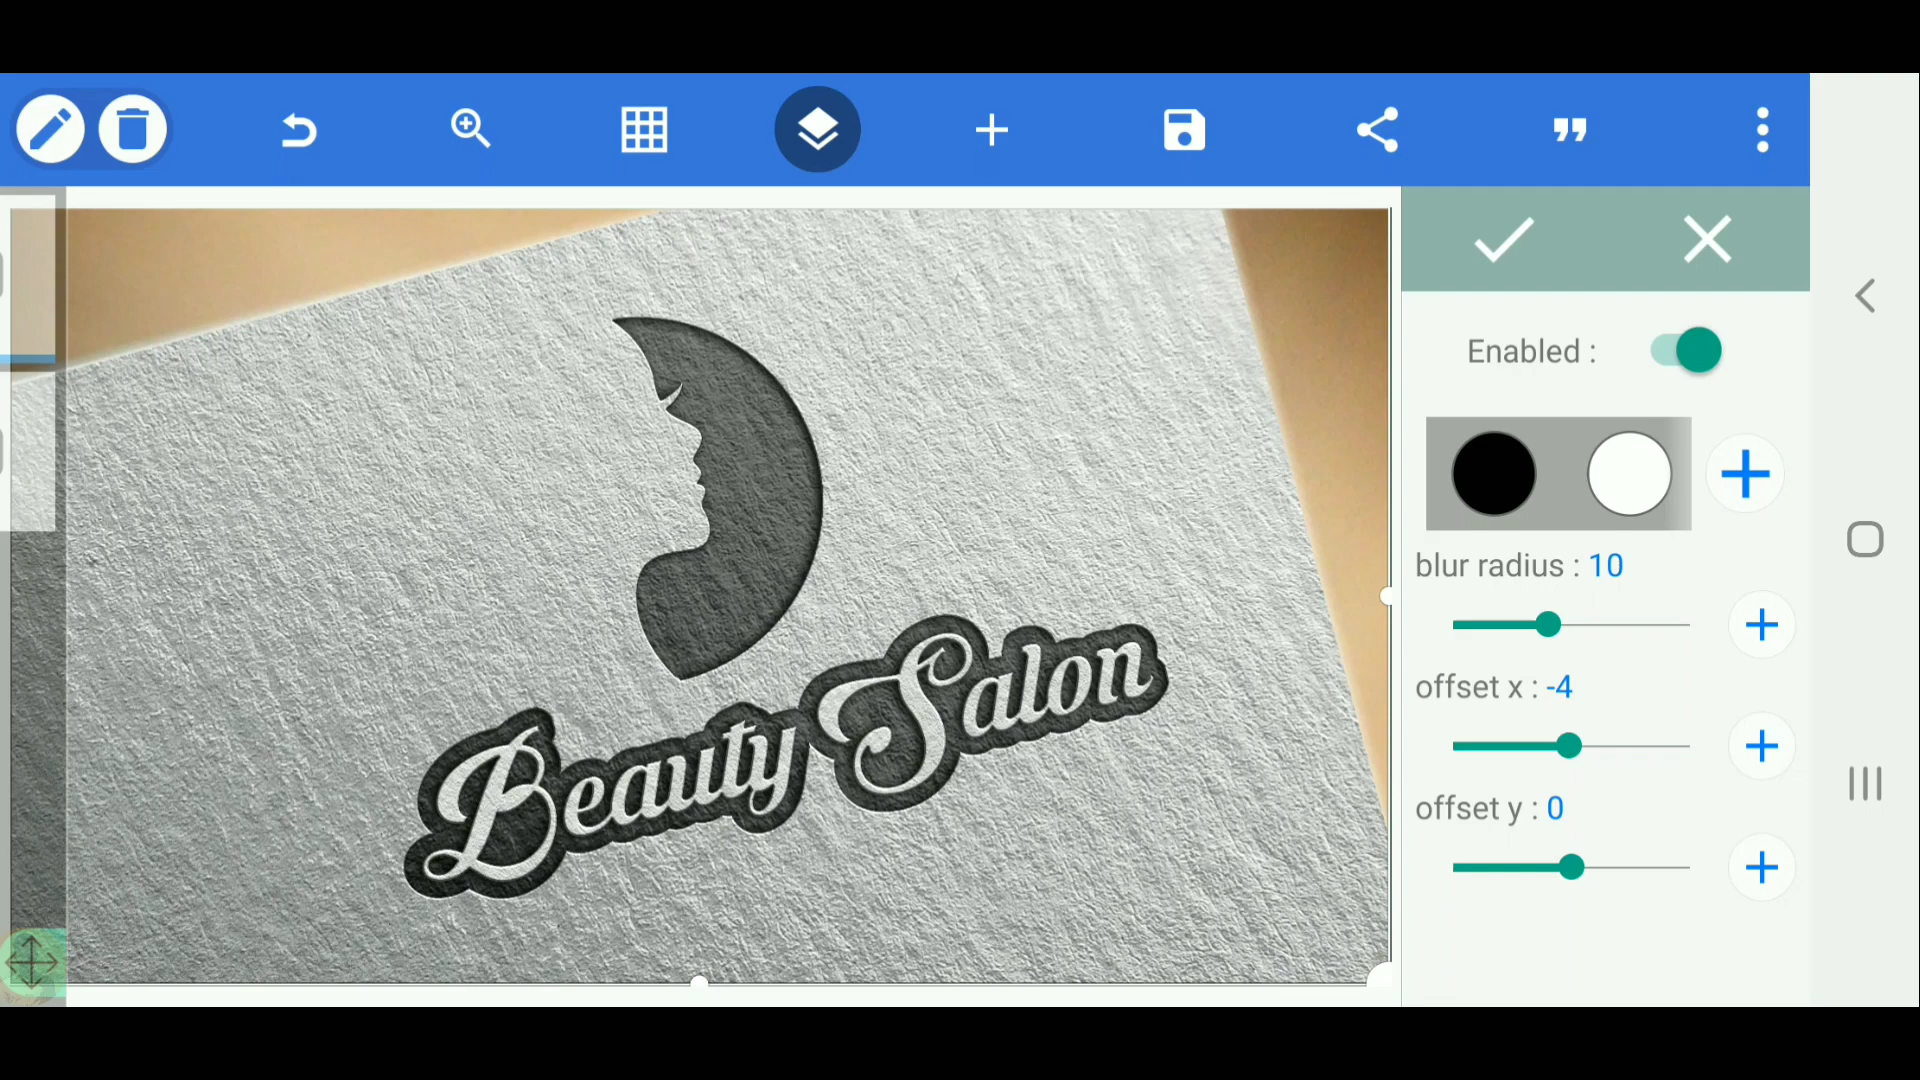 Enabled :
blur radius : 10
offset x : -4
offset y : 0
Beauty Salon